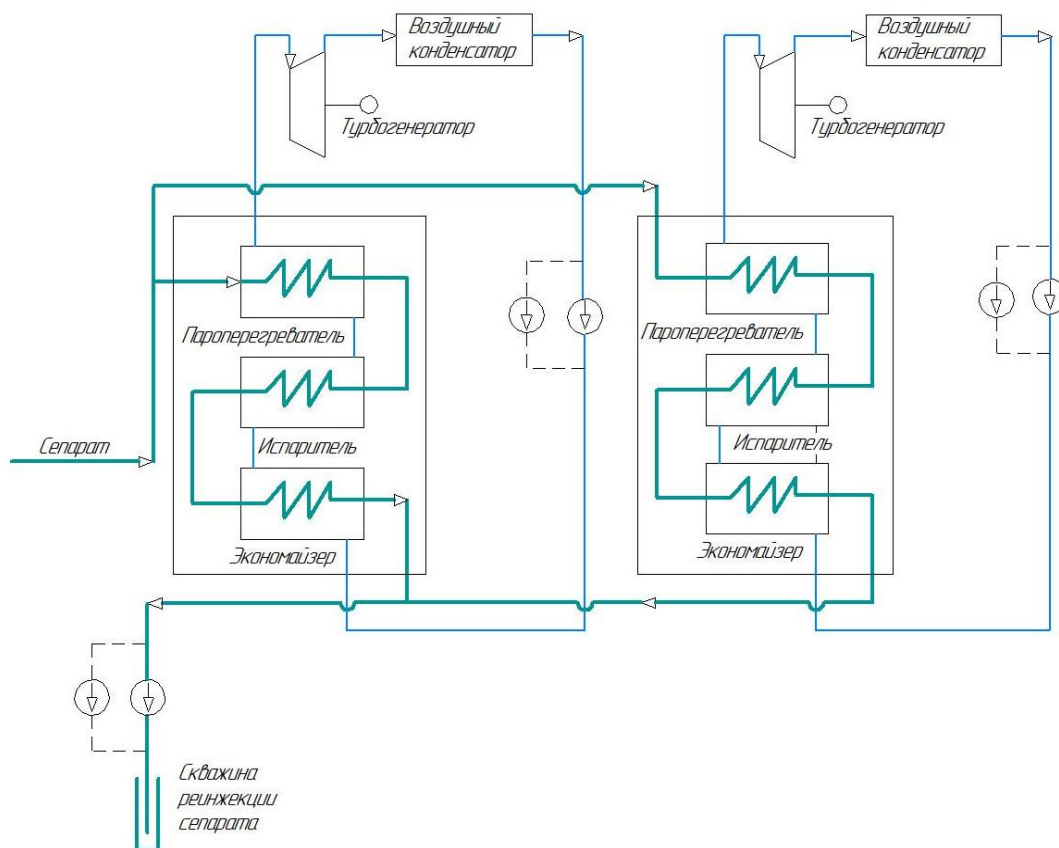 Воздушный
конденсатор
Воздушный
конденсатор
Турбогенератор
Турбогенератор
Пароперегреватель
Пароперегреватель
Сепарат
Испаритель
Испаритель
Экономайзер
Экономайзер
Скважина
реинжекции
сепарата